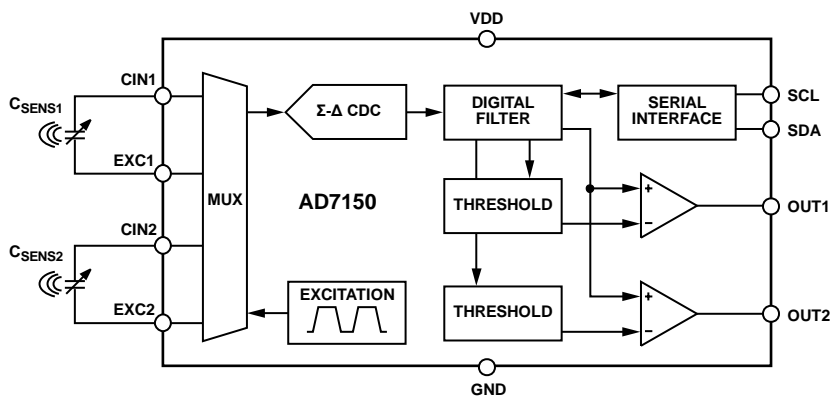 VDD
CIN1
CSENS1
EXC1
CIN2
CSENS2
EXC2
MUX
Σ-Δ CDC
AD7150
EXCITATION
DIGITAL
FILTER
SERIAL
INTERFACE
SCL
SDA
THRESHOLD
+
−
OUT1
THRESHOLD
+
−
OUT2
GND